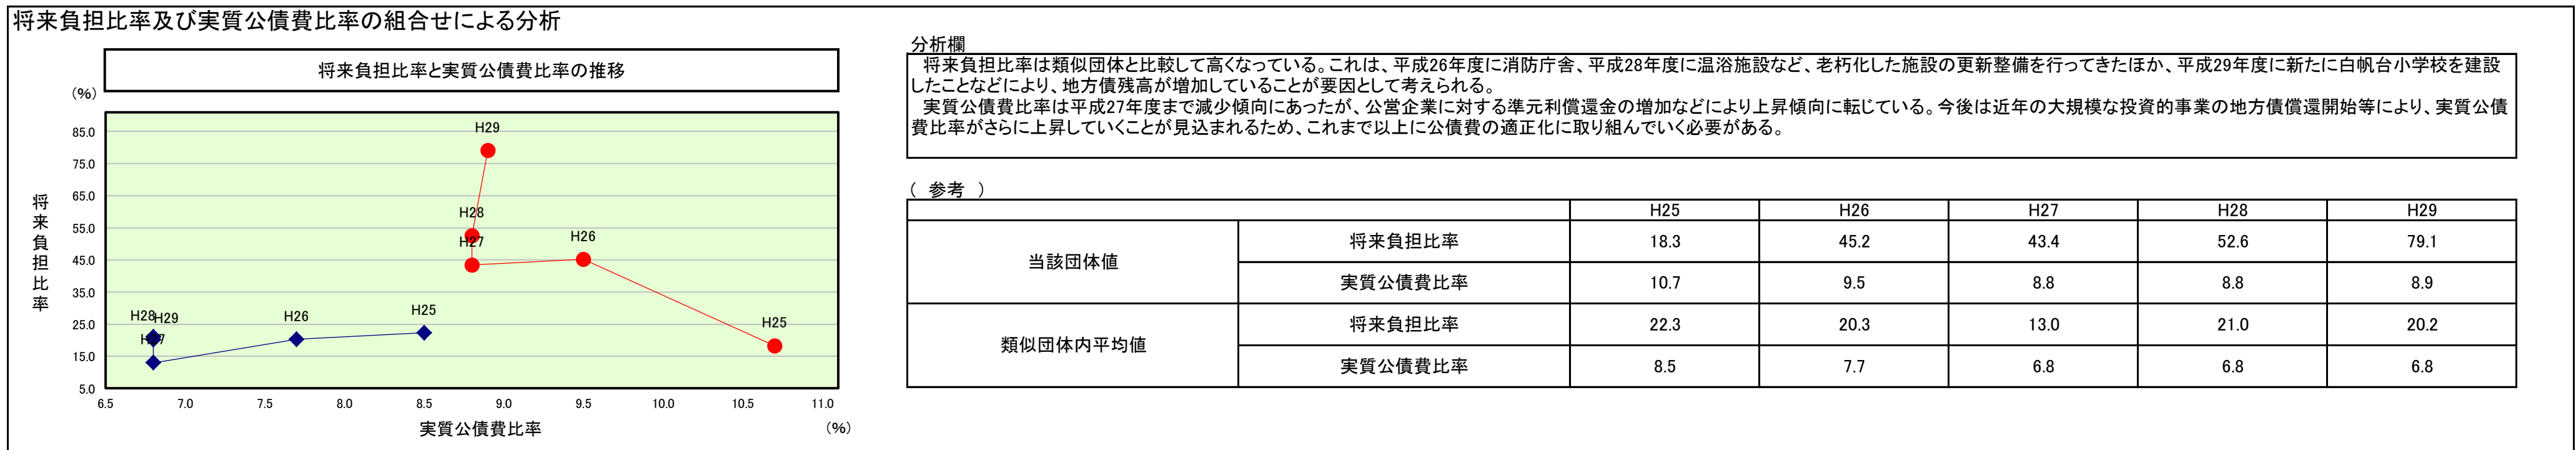 将来負担比率及び実質公債費比率の組合せによる分析
将来負担比率と実質公債費比率の推移
(%)
85.0
75.0
65.0
55.0
45.0
35.0
25.0
15.0
5.0
将来負担比率
H29
H28
H27
H26
H25
H28
H29
H27
H26
H25
6.5 7.0 7.5 8.0 8.5 9.0 9.5 10.0 10.5 11.0
実質公債費比率
(%)
分析欄
将来負担比率は類似団体と比較して高くなっている。これは、平成26年度に消防庁舎、平成28年度に温浴施設など、老朽化した施設の更新整備を行ってきたほか、平成29年度に新たに白帆台小学校を建設
したことなどにより、地方債残高が増加していることが要因として考えられる。
実質公債費比率は平成27年度まで減少傾向にあったが、公営企業に対する準元利償還金の増加などにより上昇傾向に転じている。今後は近年の大規模な投資的事業の地方債償還開始等により、実質公債
費比率がさらに上昇していくことが見込まれるため、これまで以上に公債費の適正化に取り組んでいく必要がある。
( 参考 )
H25 H26 H27 H28 H29
当該団体値
将来負担比率 18.3 45.2 43.4 52.6 79.1
実質公債費比率 10.7 9.5 8.8 8.8 8.9
類似団体内平均値
将来負担比率 22.3 20.3 13.0 21.0 20.2
実質公債費比率 8.5 7.7 6.8 6.8 6.8